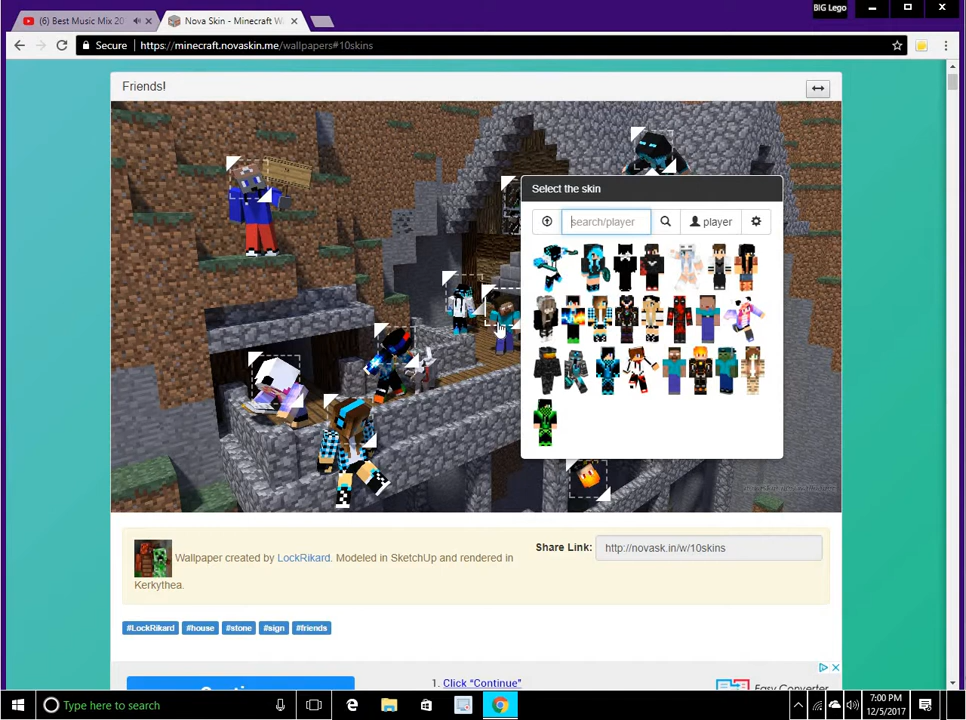 BIG Lego
(6) Best Music Mix 20
Nova Skin - Minecraft W
Secure
https://minecraft.novaskin.me/wallpapers#10skins
Friends!
Select the skin
search/player
player
Wallpaper created by LockRikard. Modeled in SketchUp and rendered in
Kerkythea.
Share Link:
http://novask.in/w/10skins
#LockRikard
#house
#stone
#sign
#friends
1. Click “Continue”
Easy Converter
Type here to search
7:00 PM
12/5/2017